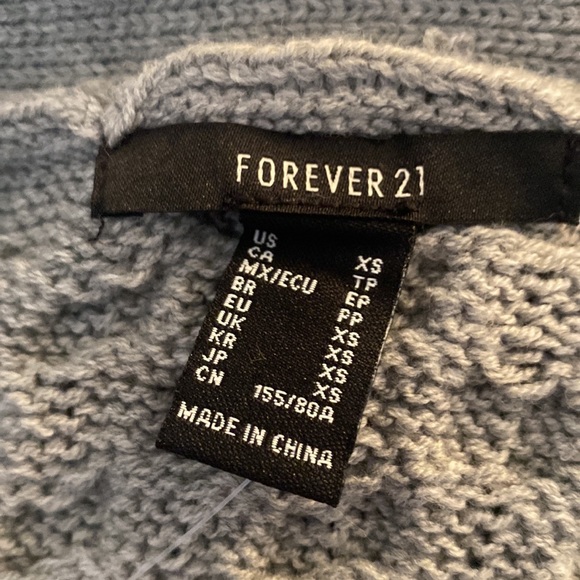 FOREVER 21
US XS
CA TP
MX/ECU EP
BR PP
EU XS
UK XS
KR XS
JP XS
CN 155/80A
MADE IN CHINA